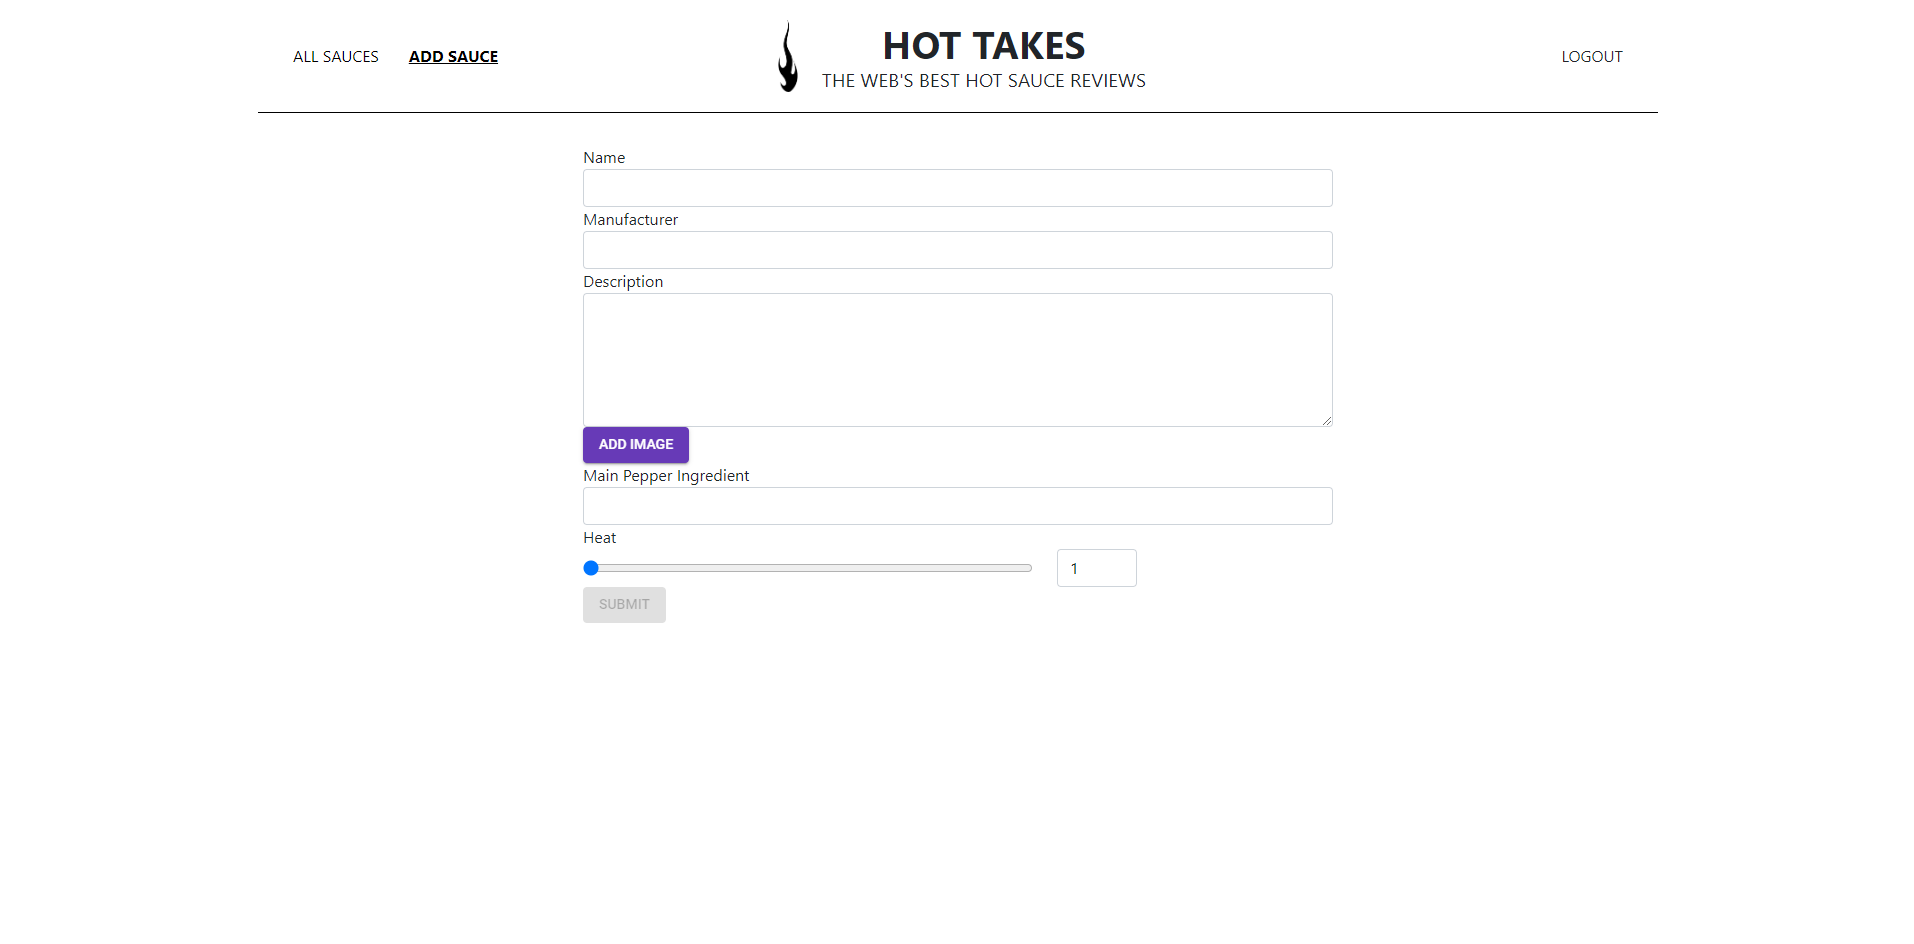 ALL SAUCES
ADD SAUCE
HOT TAKES
THE WEB'S BEST HOT SAUCE REVIEWS
LOGOUT
Name
Manufacturer
Description
ADD IMAGE
Main Pepper Ingredient
Heat
1
SUBMIT